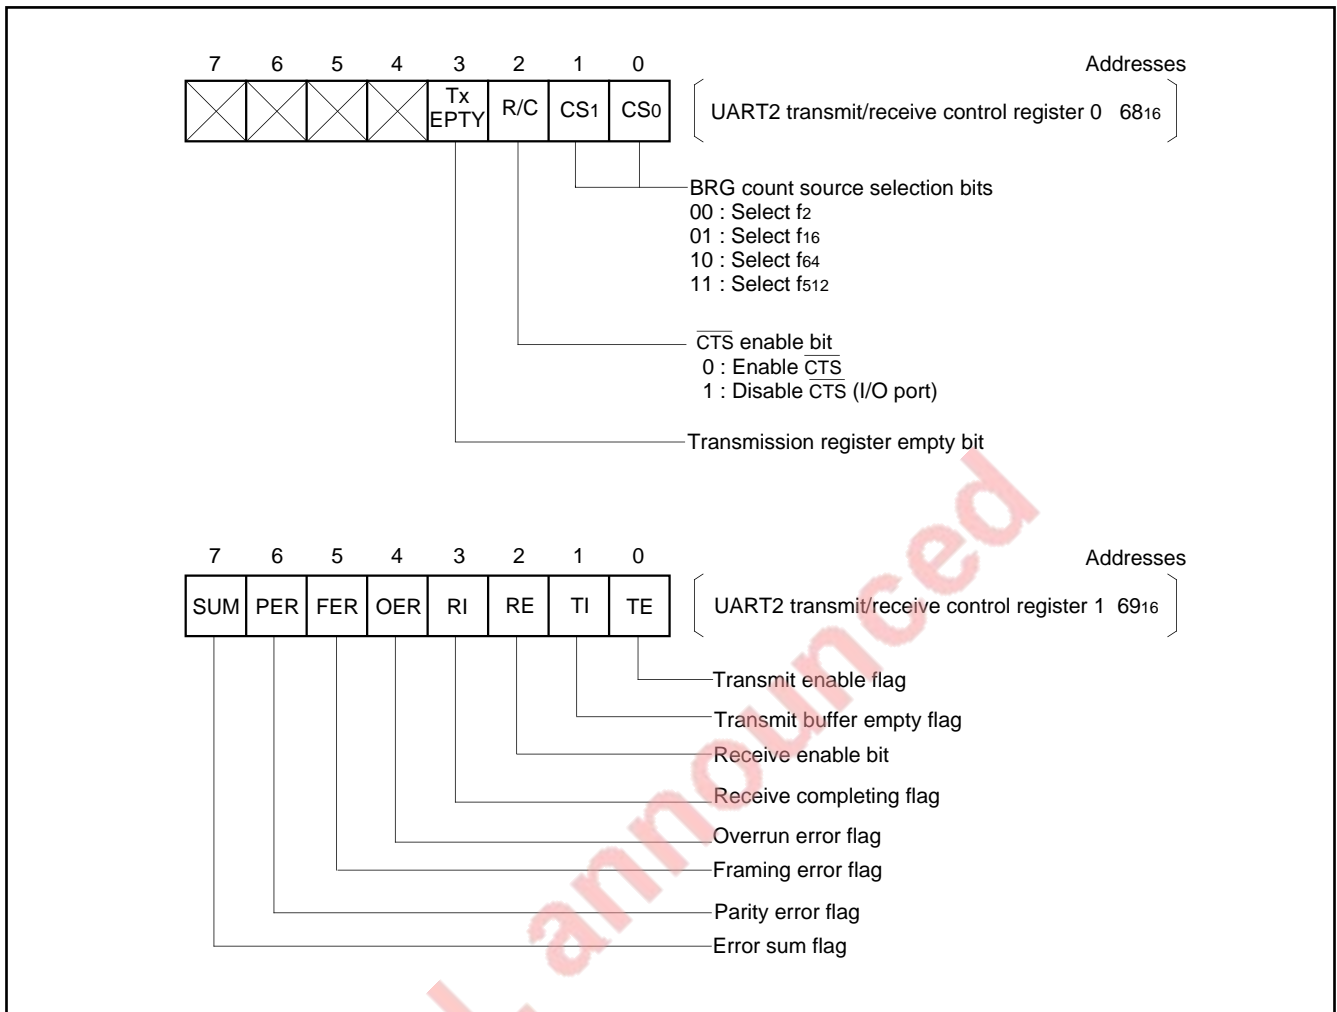 7 6 5 4 3 2 1 0 Addresses
Tx EPTY R/C CS1 CS0 UART2 transmit/receive control register 0 6816
BRG count source selection bits
00 : Select f2
01 : Select f16
10 : Select f64
11 : Select f512
CTS enable bit
0 : Enable CTS
1 : Disable CTS (I/O port)
Transmission register empty bit
7 6 5 4 3 2 1 0 Addresses
SUM PER FER OER RI RE TI TE UART2 transmit/receive control register 1 6916
Transmit enable flag
Transmit buffer empty flag
Receive enable bit
Receive completing flag
Overrun error flag
Framing error flag
Parity error flag
Error sum flag
announced